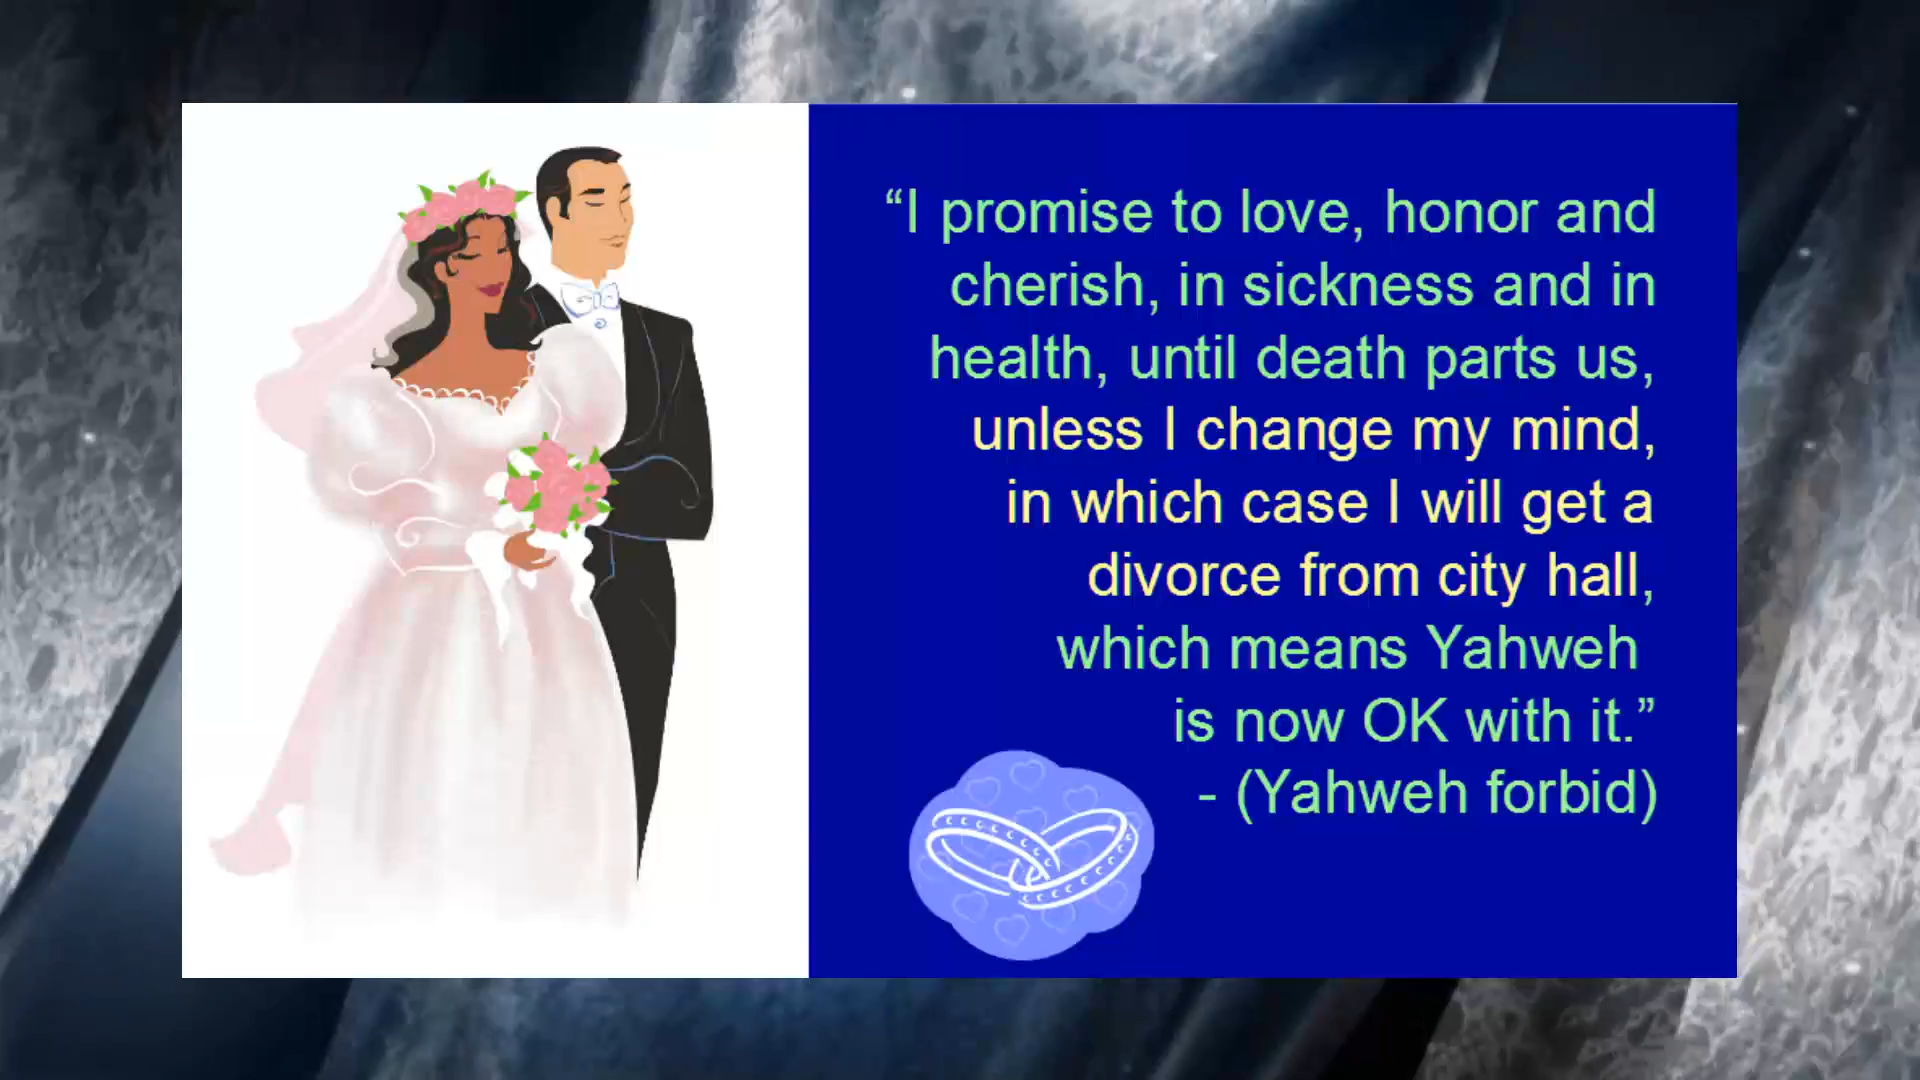 “I promise to love, honor and
cherish, in sickness and in
health, until death parts us,
unless I change my mind,
in which case I will get a
divorce from city hall,
which means Yahweh
is now OK with it.”
- (Yahweh forbid)